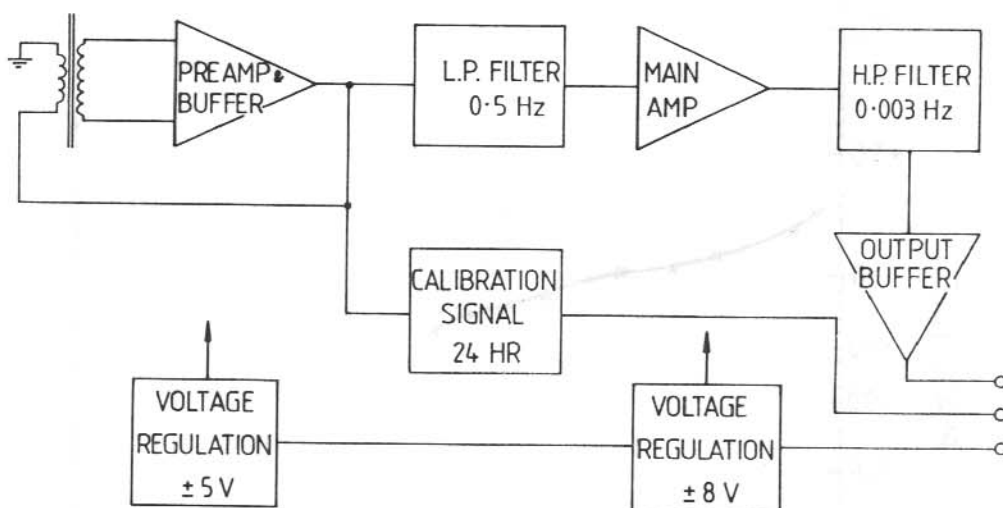 PREAMP &
BUFFER
L.P. FILTER
0·5 Hz
MAIN
AMP
H.P. FILTER
0·003 Hz
OUTPUT
BUFFER
CALIBRATION
SIGNAL
24 HR
VOLTAGE
REGULATION
± 5 V
VOLTAGE
REGULATION
± 8 V